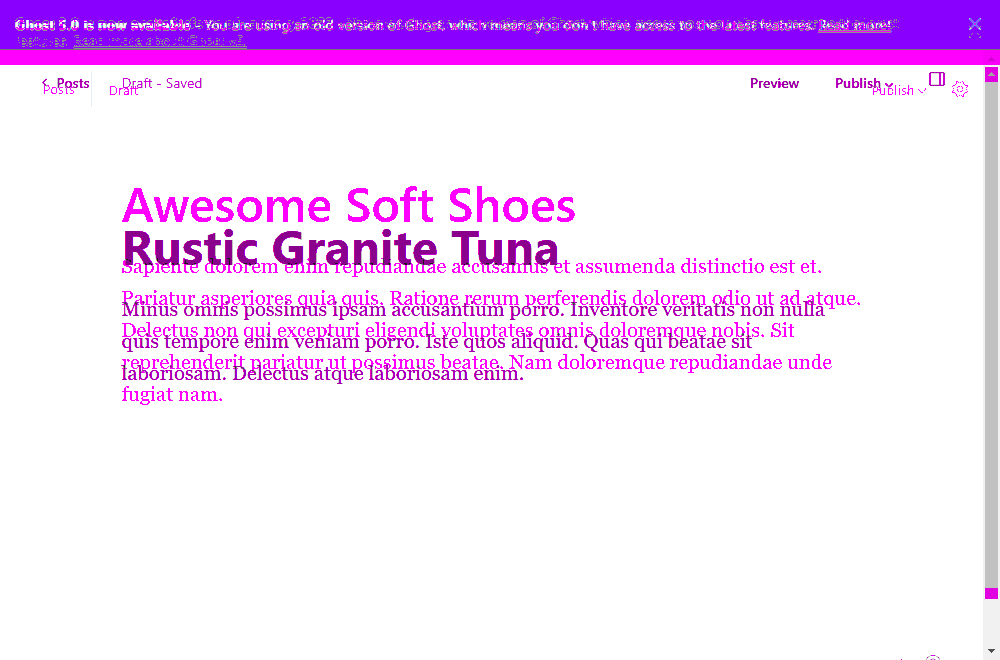 Ghost 5.0 is now available - You are using an old version of Ghost, which means you don't have access to the latest features. Read more!
features. Read more about Ghost
Posts
Draft - Saved
Preview
Publish
Posts
Draft
Publish
Awesome Soft Shoes
Rustic Granite Tuna
Sapiente dolorem enim repudiandae accusamus et assumenda distinctio est et.
Pariatur asperiores quia quis. Ratione rerum perferendis dolorem odio ut ad atque.
Minus omnis possimus ipsam accusantium porro. Inventore veritatis non nulla
Delectus non qui excepturi eligendi voluptates omnis doloremque nobis. Sit
quis tempore enim veniam porro. Iste quos aliquid. Quas qui beatae sit
reprehenderit pariatur ut possimus beatae. Nam doloremque repudiandae unde
laboriosam. Delectus atque laboriosam enim.
fugiat nam.